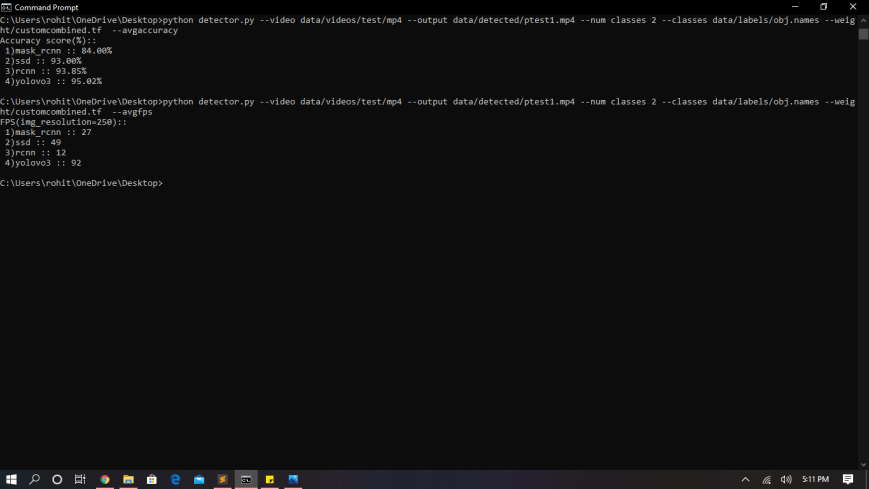 Command Prompt
C:\Users\rohit\OneDrive\Desktop>python detector.py --video data/videos/test/mp4 --output data/detected/ptest1.mp4 --num classes 2 --classes data/labels/obj.names --weig
ht/customcombined.tf  --avgaccuracy
Accuracy score(%)::
 1)mask_rcnn :: 84.00%
 2)ssd :: 93.00%
 3)rcnn :: 93.85%
 4)yolovo3 :: 95.02%
C:\Users\rohit\OneDrive\Desktop>python detector.py --video data/videos/test/mp4 --output data/detected/ptest1.mp4 --num classes 2 --classes data/labels/obj.names --weig
ht/customcombined.tf  --avgfps
FPS(img_resolution=250)::
 1)mask_rcnn :: 27
 2)ssd :: 49
 3)rcnn :: 12
 4)yolovo3 :: 92
C:\Users\rohit\OneDrive\Desktop>
5:11 PM